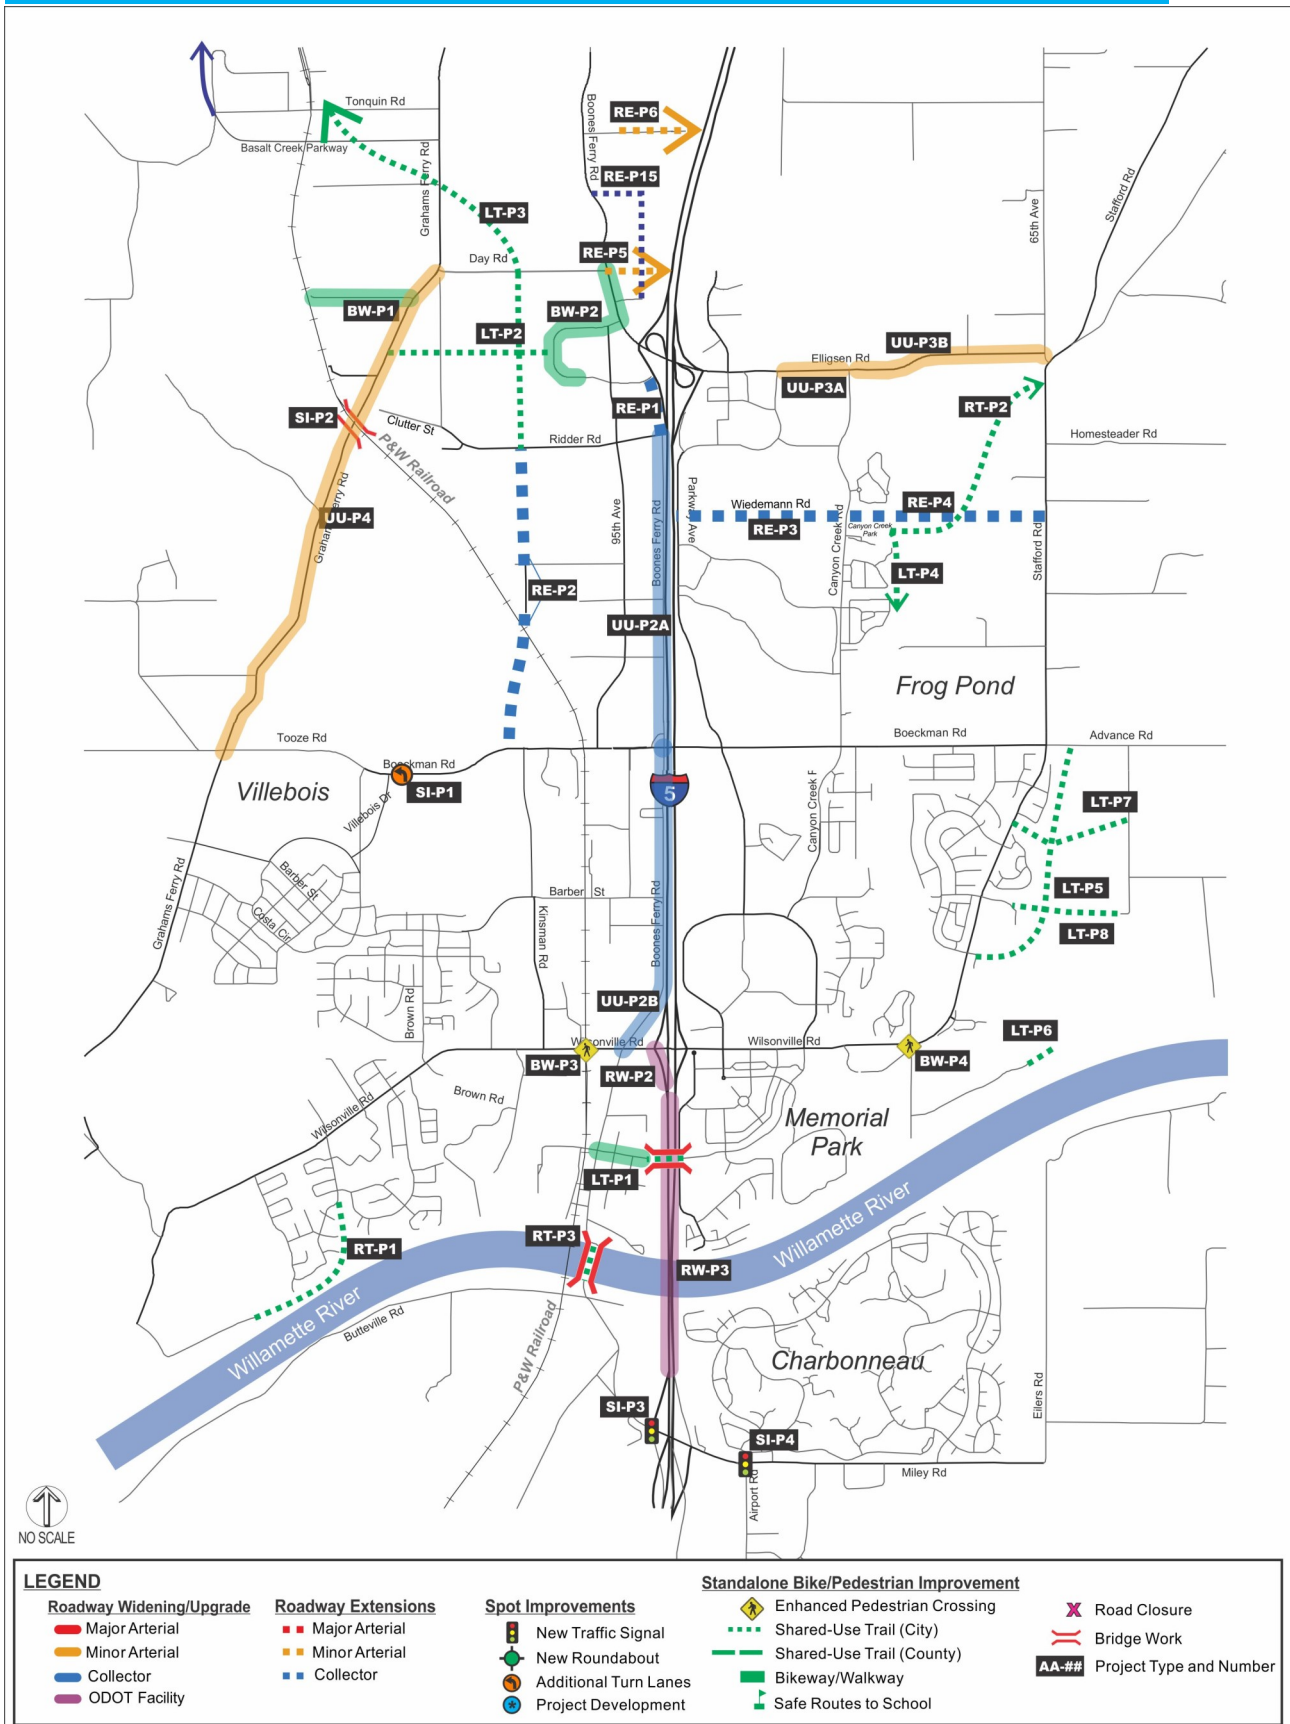 Tonquin Rd
Basalt Creek Parkway
Grahams Ferry Rd
Boones Ferry Rd
RE-P6
RE-P15
LT-P3
Day Rd
RE-P5
65th Ave
Stafford Rd
BW-P1
BW-P2
LT-P2
Elligsen Rd
UU-P3B
UU-P3A
RE-P1
RT-P2
SI-P2
Clutter St
P&W Railroad
Ridder Rd
Homesteader Rd
UU-P4
95th Ave
Boones Ferry Rd
Parkway Ave
Wiedemann Rd
RE-P3
RE-P4
Canyon Creek Rd
Canyon Creek
Park
Stafford Rd
LT-P4
RE-P2
UU-P2A
Frog Pond
Tooze Rd
Boeckman Rd
Boeckman Rd
Advance Rd
Villebois
SI-P1
Villebois Dr
5
Canyon Creek R
LT-P7
Grahams Ferry Rd
Barber St
Costa Cir
Barber St
Kinsman Rd
Boones Ferry Rd
LT-P5
LT-P8
Brown Rd
UU-P2B
Wilsonville Rd
Wilsonville Rd
LT-P6
BW-P3
RW-P2
BW-P4
Brown Rd
Wilsonville Rd
Memorial
Park
LT-P1
RT-P1
RT-P3
RW-P3
Willamette River
Willamette River
Butteville Rd
P&W Railroad
Charbonneau
SI-P3
SI-P4
Eilers Rd
Miley Rd
Airport Rd
NO SCALE
LEGEND
Roadway Widening/Upgrade
Major Arterial
Minor Arterial
Collector
ODOT Facility
Roadway Extensions
Major Arterial
Minor Arterial
Collector
Spot Improvements
New Traffic Signal
New Roundabout
Additional Turn Lanes
Project Development
Standalone Bike/Pedestrian Improvement
Enhanced Pedestrian Crossing
Shared-Use Trail (City)
Shared-Use Trail (County)
Bikeway/Walkway
Safe Routes to School
X Road Closure
Bridge Work
AA-## Project Type and Number